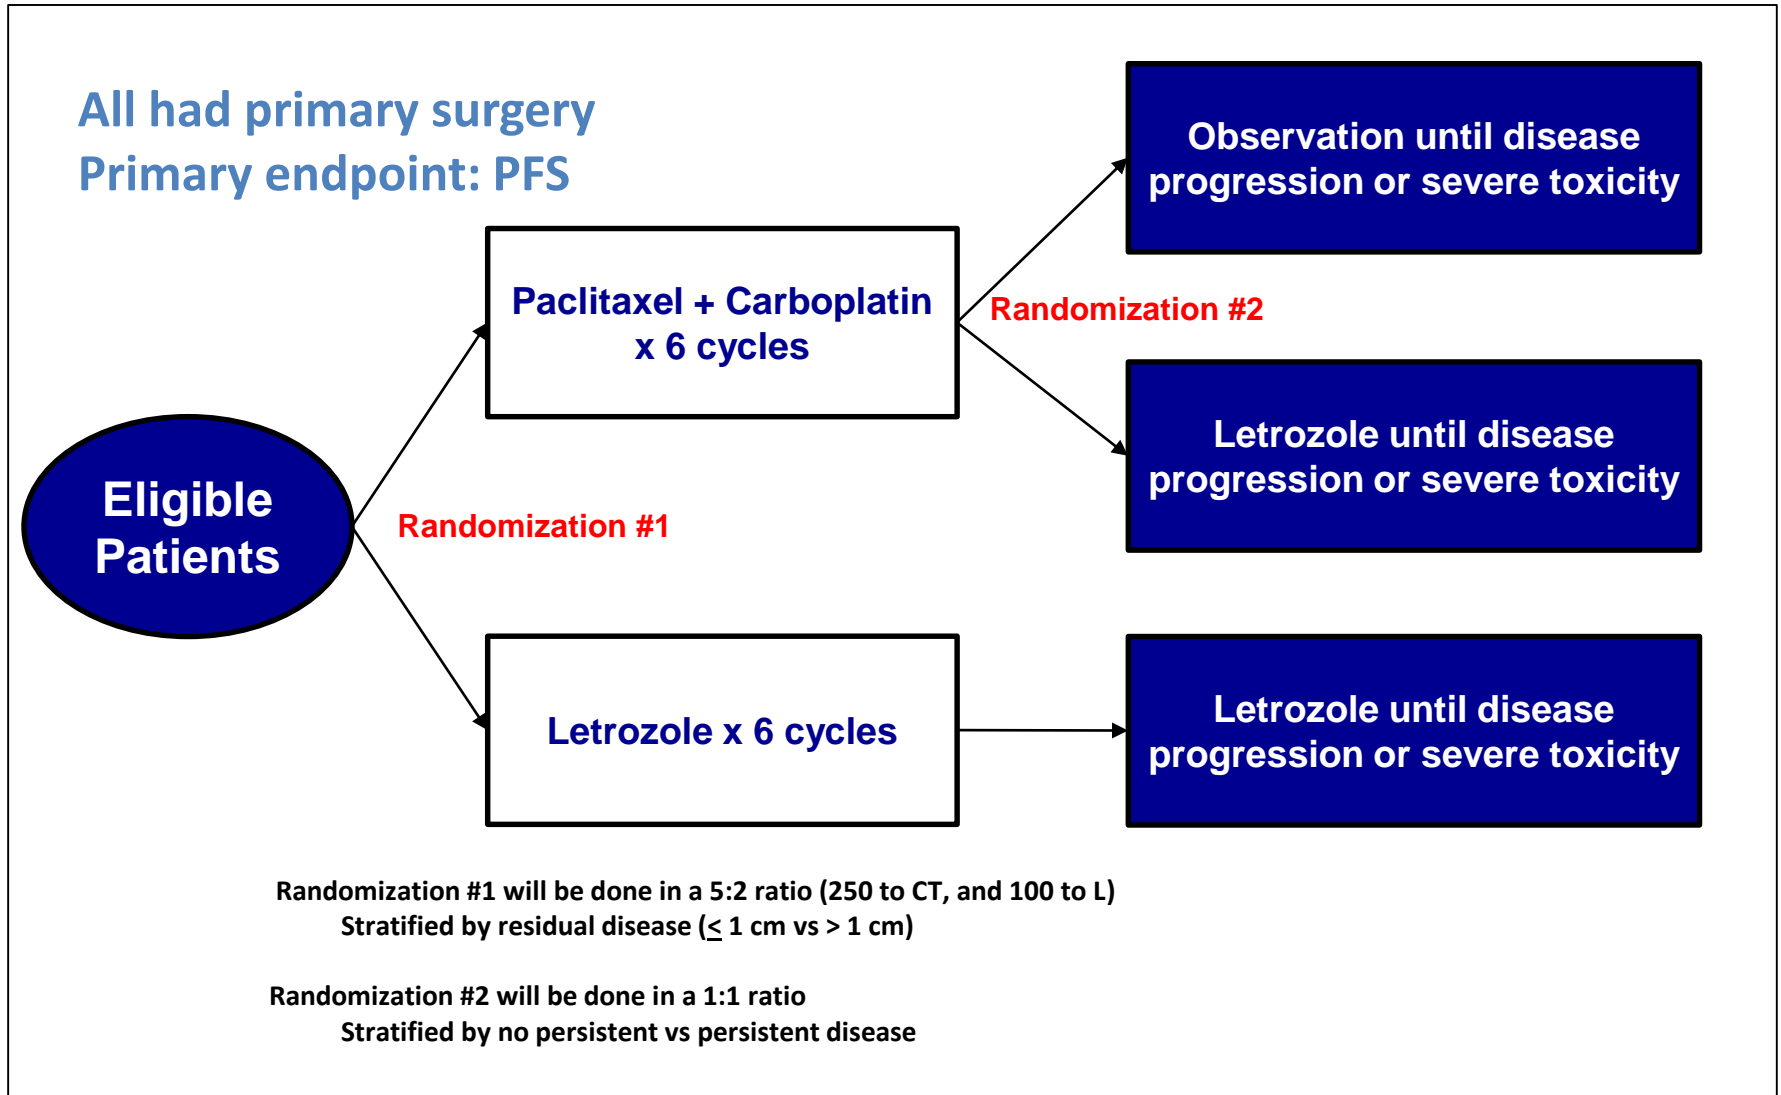 All had primary surgery
Primary endpoint: PFS
Observation until disease
progression or severe toxicity
Paclitaxel + Carboplatin
x 6 cycles
Randomization #2
Letrozole until disease
progression or severe toxicity
Eligible
Patients
Randomization #1
Letrozole x 6 cycles
Letrozole until disease
progression or severe toxicity
Randomization #1 will be done in a 5:2 ratio (250 to CT, and 100 to L)
Stratified by residual disease (≤ 1 cm vs > 1 cm)
Randomization #2 will be done in a 1:1 ratio
Stratified by no persistent vs persistent disease